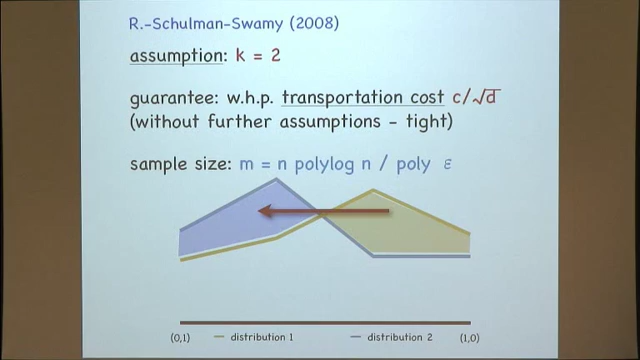 R.-Schulman-Swamy (2008)
assumption: k = 2
guarantee: w.h.p. transportation cost c/√d
(without further assumptions – tight)
sample size: m = n polylog n / poly ε
(0,1) distribution 1 distribution 2 (1,0)